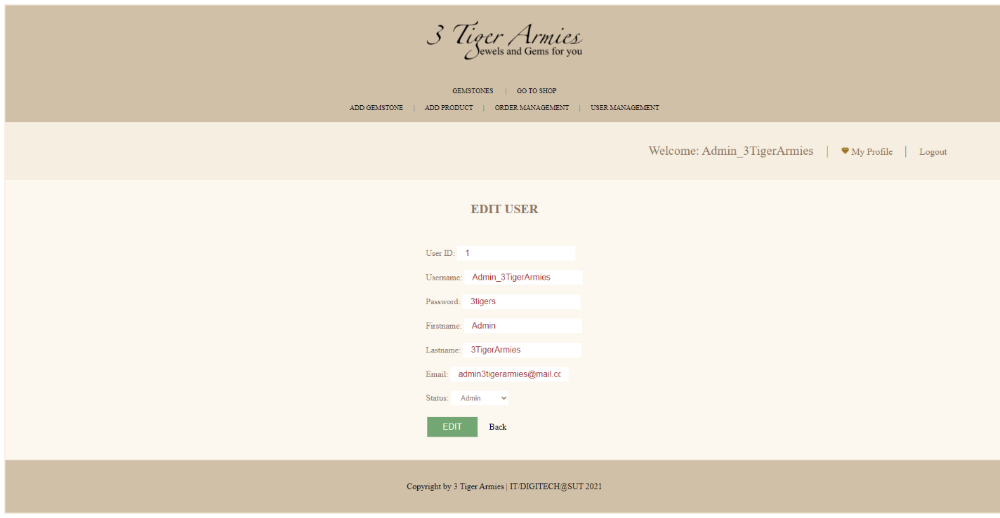 3 Tiger Armies
Jewels and Gems for you
GEMSTONES | GO TO SHOP
ADD GEMSTONE | ADD PRODUCT | ORDER MANAGEMENT | USER MANAGEMENT
Welcome: Admin_3TigerArmies | My Profile | Logout
EDIT USER
User ID: 1
Username: Admin_3TigerArmies
Password: 3tigers
Firstname: Admin
Lastname: 3TigerArmies
Email: admin3tigerarmies@mail.cc
Status: Admin
EDIT Back
Copyright by 3 Tiger Armies | IT/DIGITECH@SUT 2021